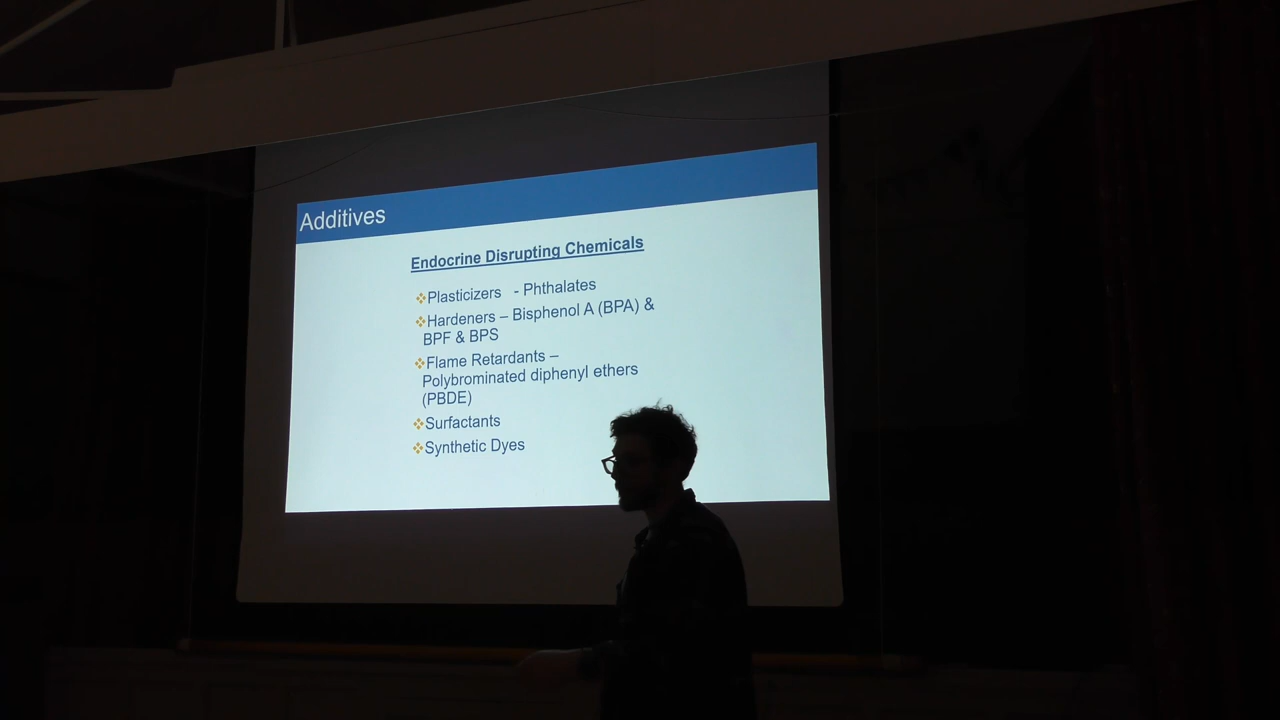 Additives
Endocrine Disrupting Chemicals
Plasticizers - Phthalates
Hardeners – Bisphenol A (BPA) &
BPF & BPS
Flame Retardants –
Polybrominated diphenyl ethers
(PBDE)
Surfactants
Synthetic Dyes